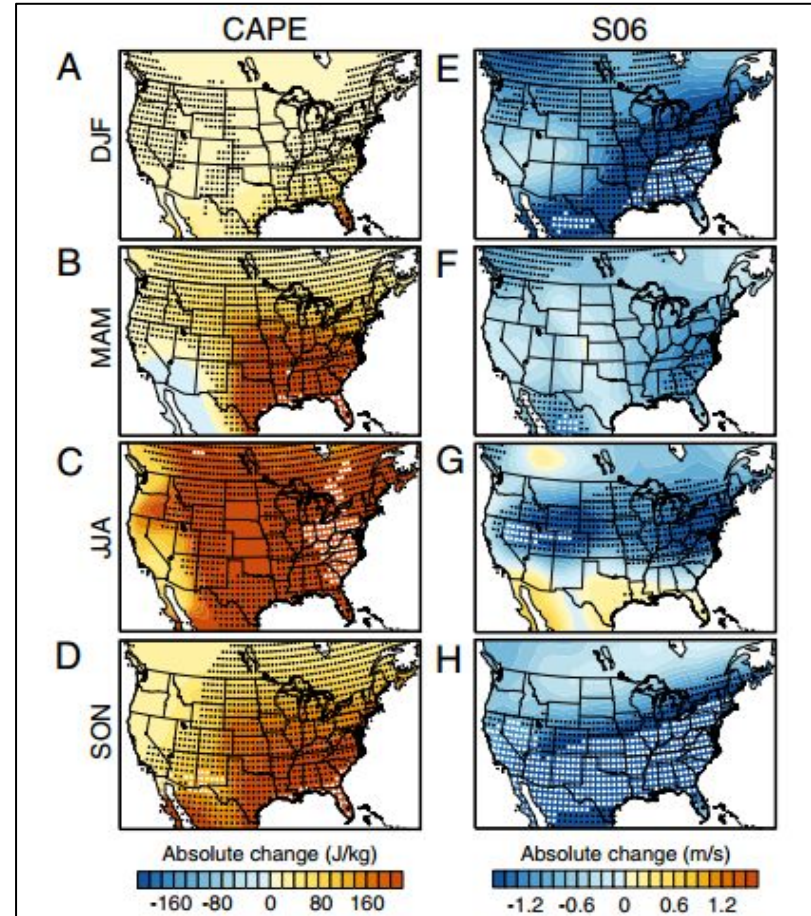 CAPE S06
A E
DJF
B F
MAM
C G
JJA
D H
SON
Absolute change (J/kg) Absolute change (m/s)
-160 -80 0 80 160 -1.2 -0.6 0 0.6 1.2